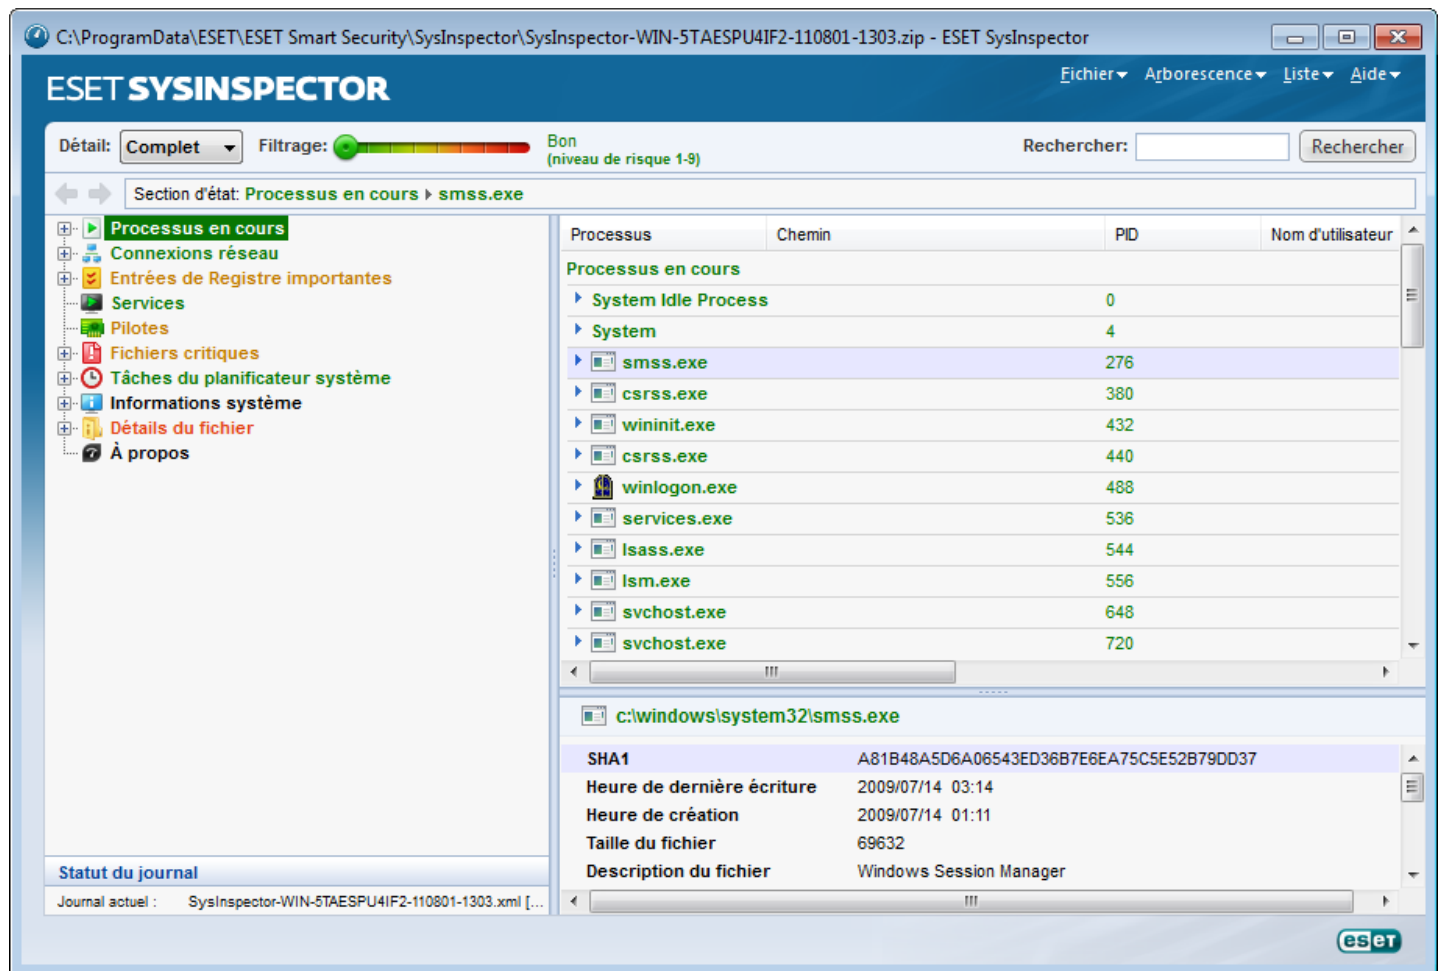 C:\ProgramData\ESET\ESET Smart Security\SysInspector\SysInspector-WIN-5TAESPU4IF2-110801-1303.zip - ESET SysInspector
ESET SYSINSPECTOR
Fichier Arborescence Liste Aide
Détail: Complet Filtrage: Bon
(niveau de risque 1-9)
Rechercher: Rechercher
Section d'état: Processus en cours smss.exe
Processus en cours
Connexions réseau
Entrées de Registre importantes
Services
Pilotes
Fichiers critiques
Tâches du planificateur système
Informations système
Détails du fichier
À propos
Processus Chemin PID Nom d'utilisateur
Processus en cours
System Idle Process 0
System 4
smss.exe 276
csrss.exe 380
wininit.exe 432
csrss.exe 440
winlogon.exe 488
services.exe 536
lsass.exe 544
lsm.exe 556
svchost.exe 648
svchost.exe 720
c:\windows\system32\smss.exe
SHA1 A81B48A5D6A06543ED36B7E6EA75C5E52B79DD37
Heure de dernière écriture 2009/07/14 03:14
Heure de création 2009/07/14 01:11
Taille du fichier 69632
Description du fichier Windows Session Manager
Statut du journal
Journal actuel : SysInspector-WIN-5TAESPU4IF2-110801-1303.xml [...
eseT